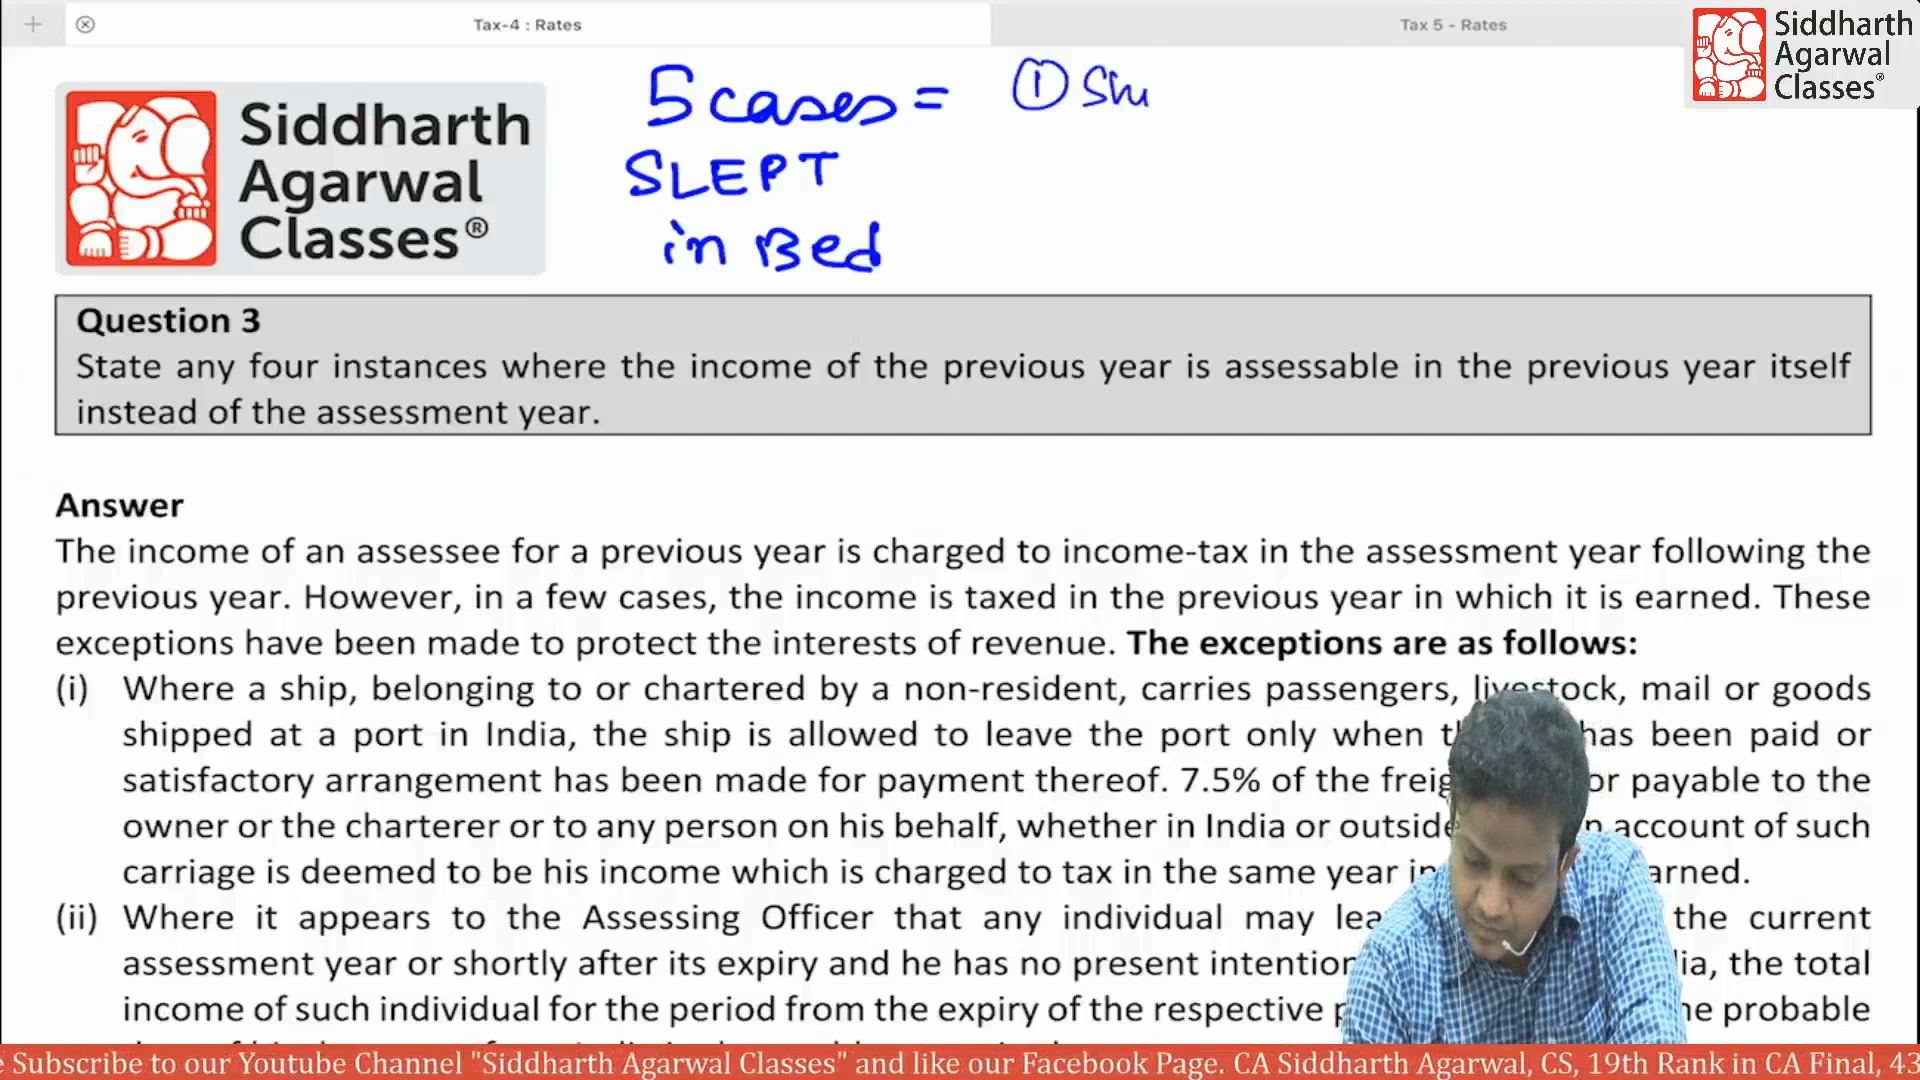 Tax-4 : Rates
Tax 5 - Rates
Siddharth
Agarwal
Classes®
Siddharth
Agarwal
Classes®
5 cases =
① Shi
SLEPT
in Bed
Question 3
State any four instances where the income of the previous year is assessable in the previous year itself
instead of the assessment year.
Answer
The income of an assessee for a previous year is charged to income-tax in the assessment year following the
previous year. However, in a few cases, the income is taxed in the previous year in which it is earned. These
exceptions have been made to protect the interests of revenue. The exceptions are as follows:
(i) Where a ship, belonging to or chartered by a non-resident, carries passengers, livestock, mail or goods
shipped at a port in India, the ship is allowed to leave the port only when has been paid or
satisfactory arrangement has been made for payment thereof. 7.5% of the or payable to the
owner or the charterer or to any person on his behalf, whether in India or outside account of such
carriage is deemed to be his income which is charged to tax in the same year
(ii) Where it appears to the Assessing Officer that any individual may the current
assessment year or shortly after its expiry and he has no present intention the total
income of such individual for the period from the expiry of the respective probable
Subscribe to our Youtube Channel "Siddharth Agarwal Classes" and like our Facebook Page. CA Siddharth Agarwal, CS, 19th Rank in CA Final, 43